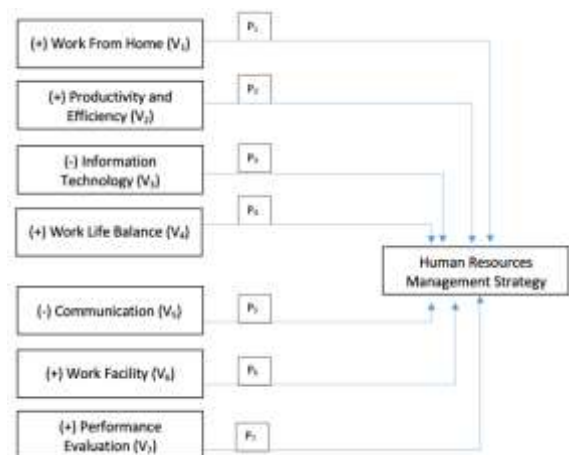 (+) Work From Home (V₁)
P₁
(+) Productivity and
Efficiency (V₂)
P₂
(-) Information
Technology (V₃)
P₃
(+) Work Life Balance (V₄)
P₄
Human Resources
Management Strategy
(-) Communication (V₅)
P₅
(+) Work Facility (V₆)
P₆
(+) Performance
Evaluation (V₇)
P₇